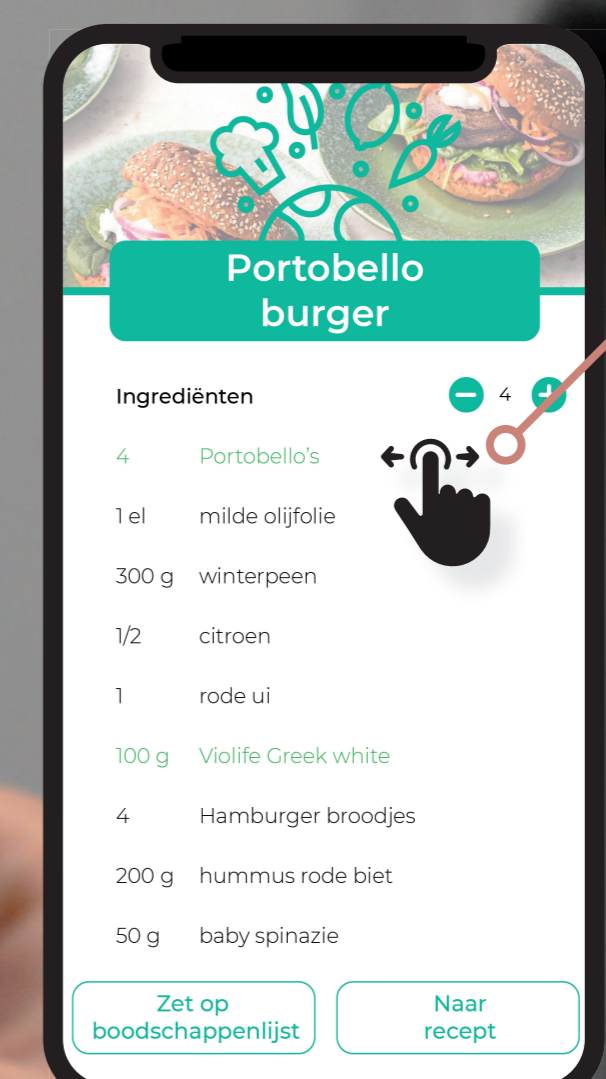 Portobello
burger
Ingrediënten 4
4 Portobello's
1 el milde olijfolie
300 g winterpeen
1/2 citroen
1 rode ui
100 g Violife Greek white
4 Hamburger broodjes
200 g hummus rode biet
50 g baby spinazie
Zet op
boodschappenlijst
Naar
recept